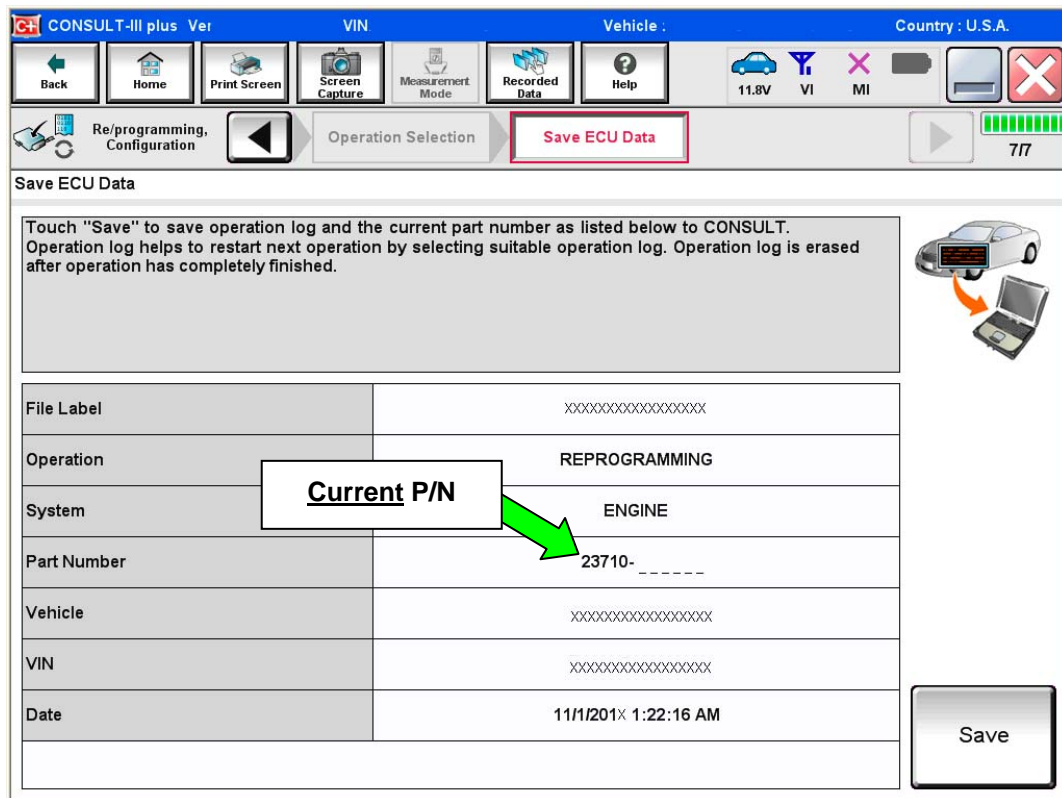 C+ CONSULT-III plus Ver VIN. Vehicle : Country : U.S.A.
Back Home Print Screen Screen Capture Measurement Mode Recorded Data Help 11.8V VI MI
Re/programming, Configuration Operation Selection Save ECU Data 7/7
Save ECU Data
Touch "Save" to save operation log and the current part number as listed below to CONSULT.
Operation log helps to restart next operation by selecting suitable operation log. Operation log is erased
after operation has completely finished.
File Label XXXXXXXXXXXXXXXXX
Operation REPROGRAMMING
Current P/N
System ENGINE
Part Number 23710- _ _ _ _ _ _
Vehicle XXXXXXXXXXXXXXXXX
VIN XXXXXXXXXXXXXXXXX
Date 11/1/201X 1:22:16 AM
Save